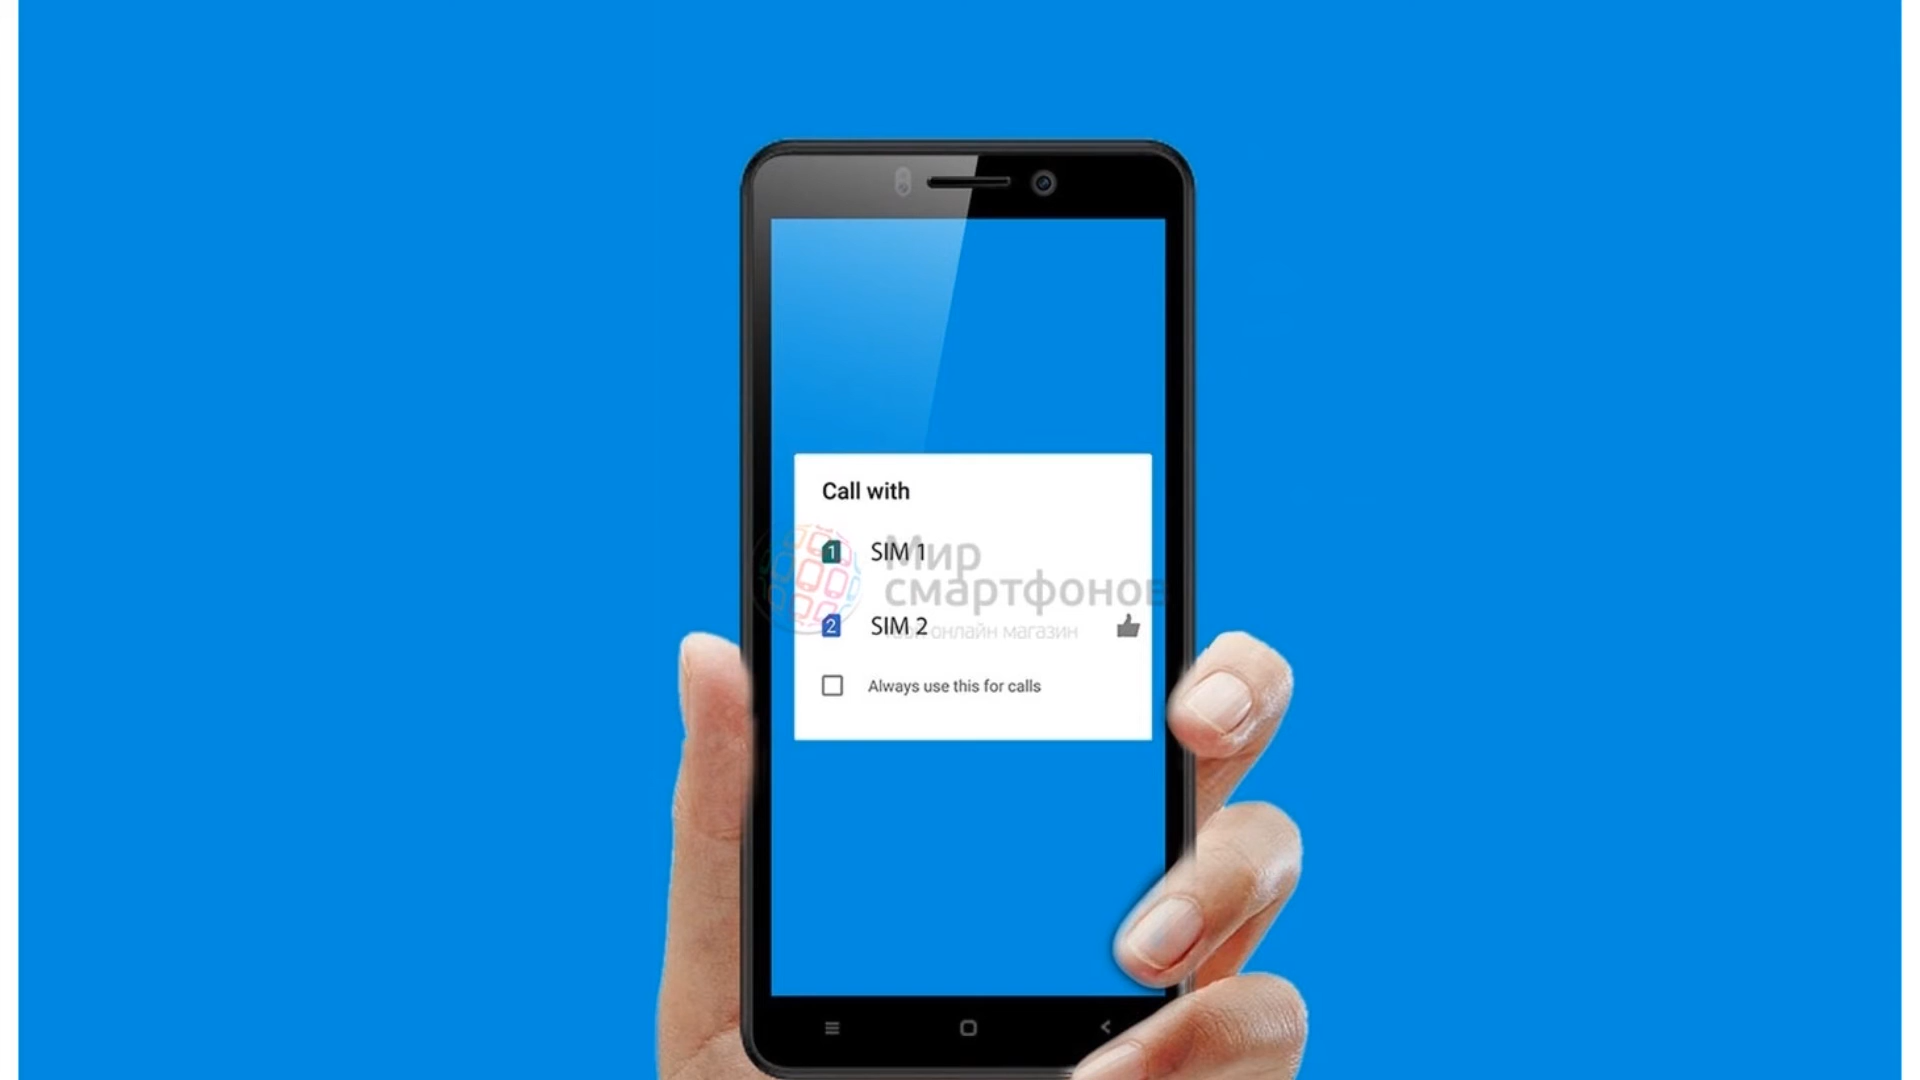 Call with
1 SIM 1
Мир
смартфонов
2 SIM 2
онлайн магазин
Always use this for calls